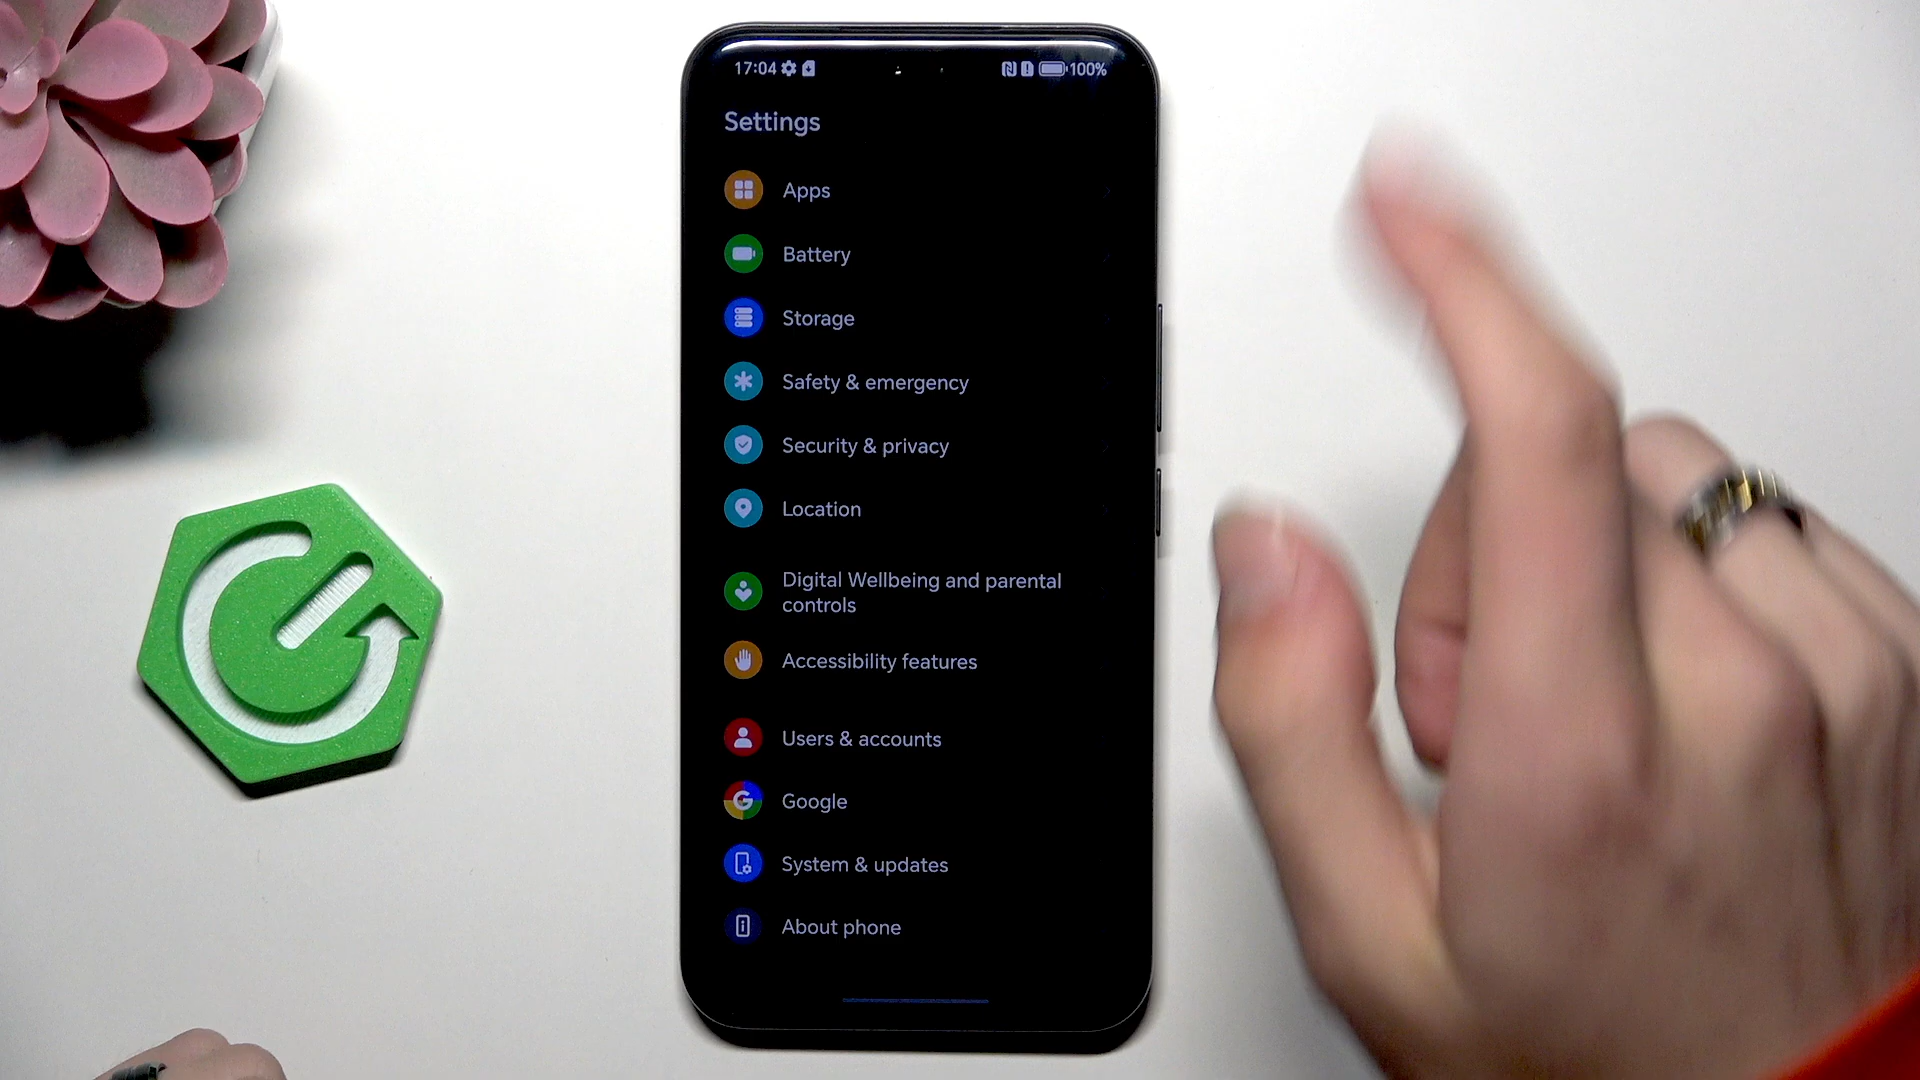 17:04 100%
Settings
Apps
Battery
Storage
Safety & emergency
Security & privacy
Location
Digital Wellbeing and parental
controls
Accessibility features
Users & accounts
Google
System & updates
About phone